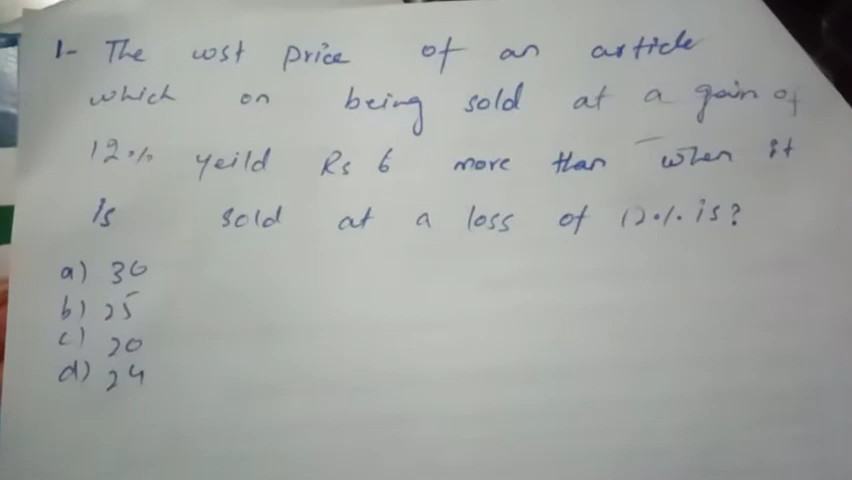 1- The cost price of an article
which on being sold at a gain of
12% yeild Rs 6 more than when it
is sold at a loss of 12% is?
a) 30
b) 25
c) 20
d) 24